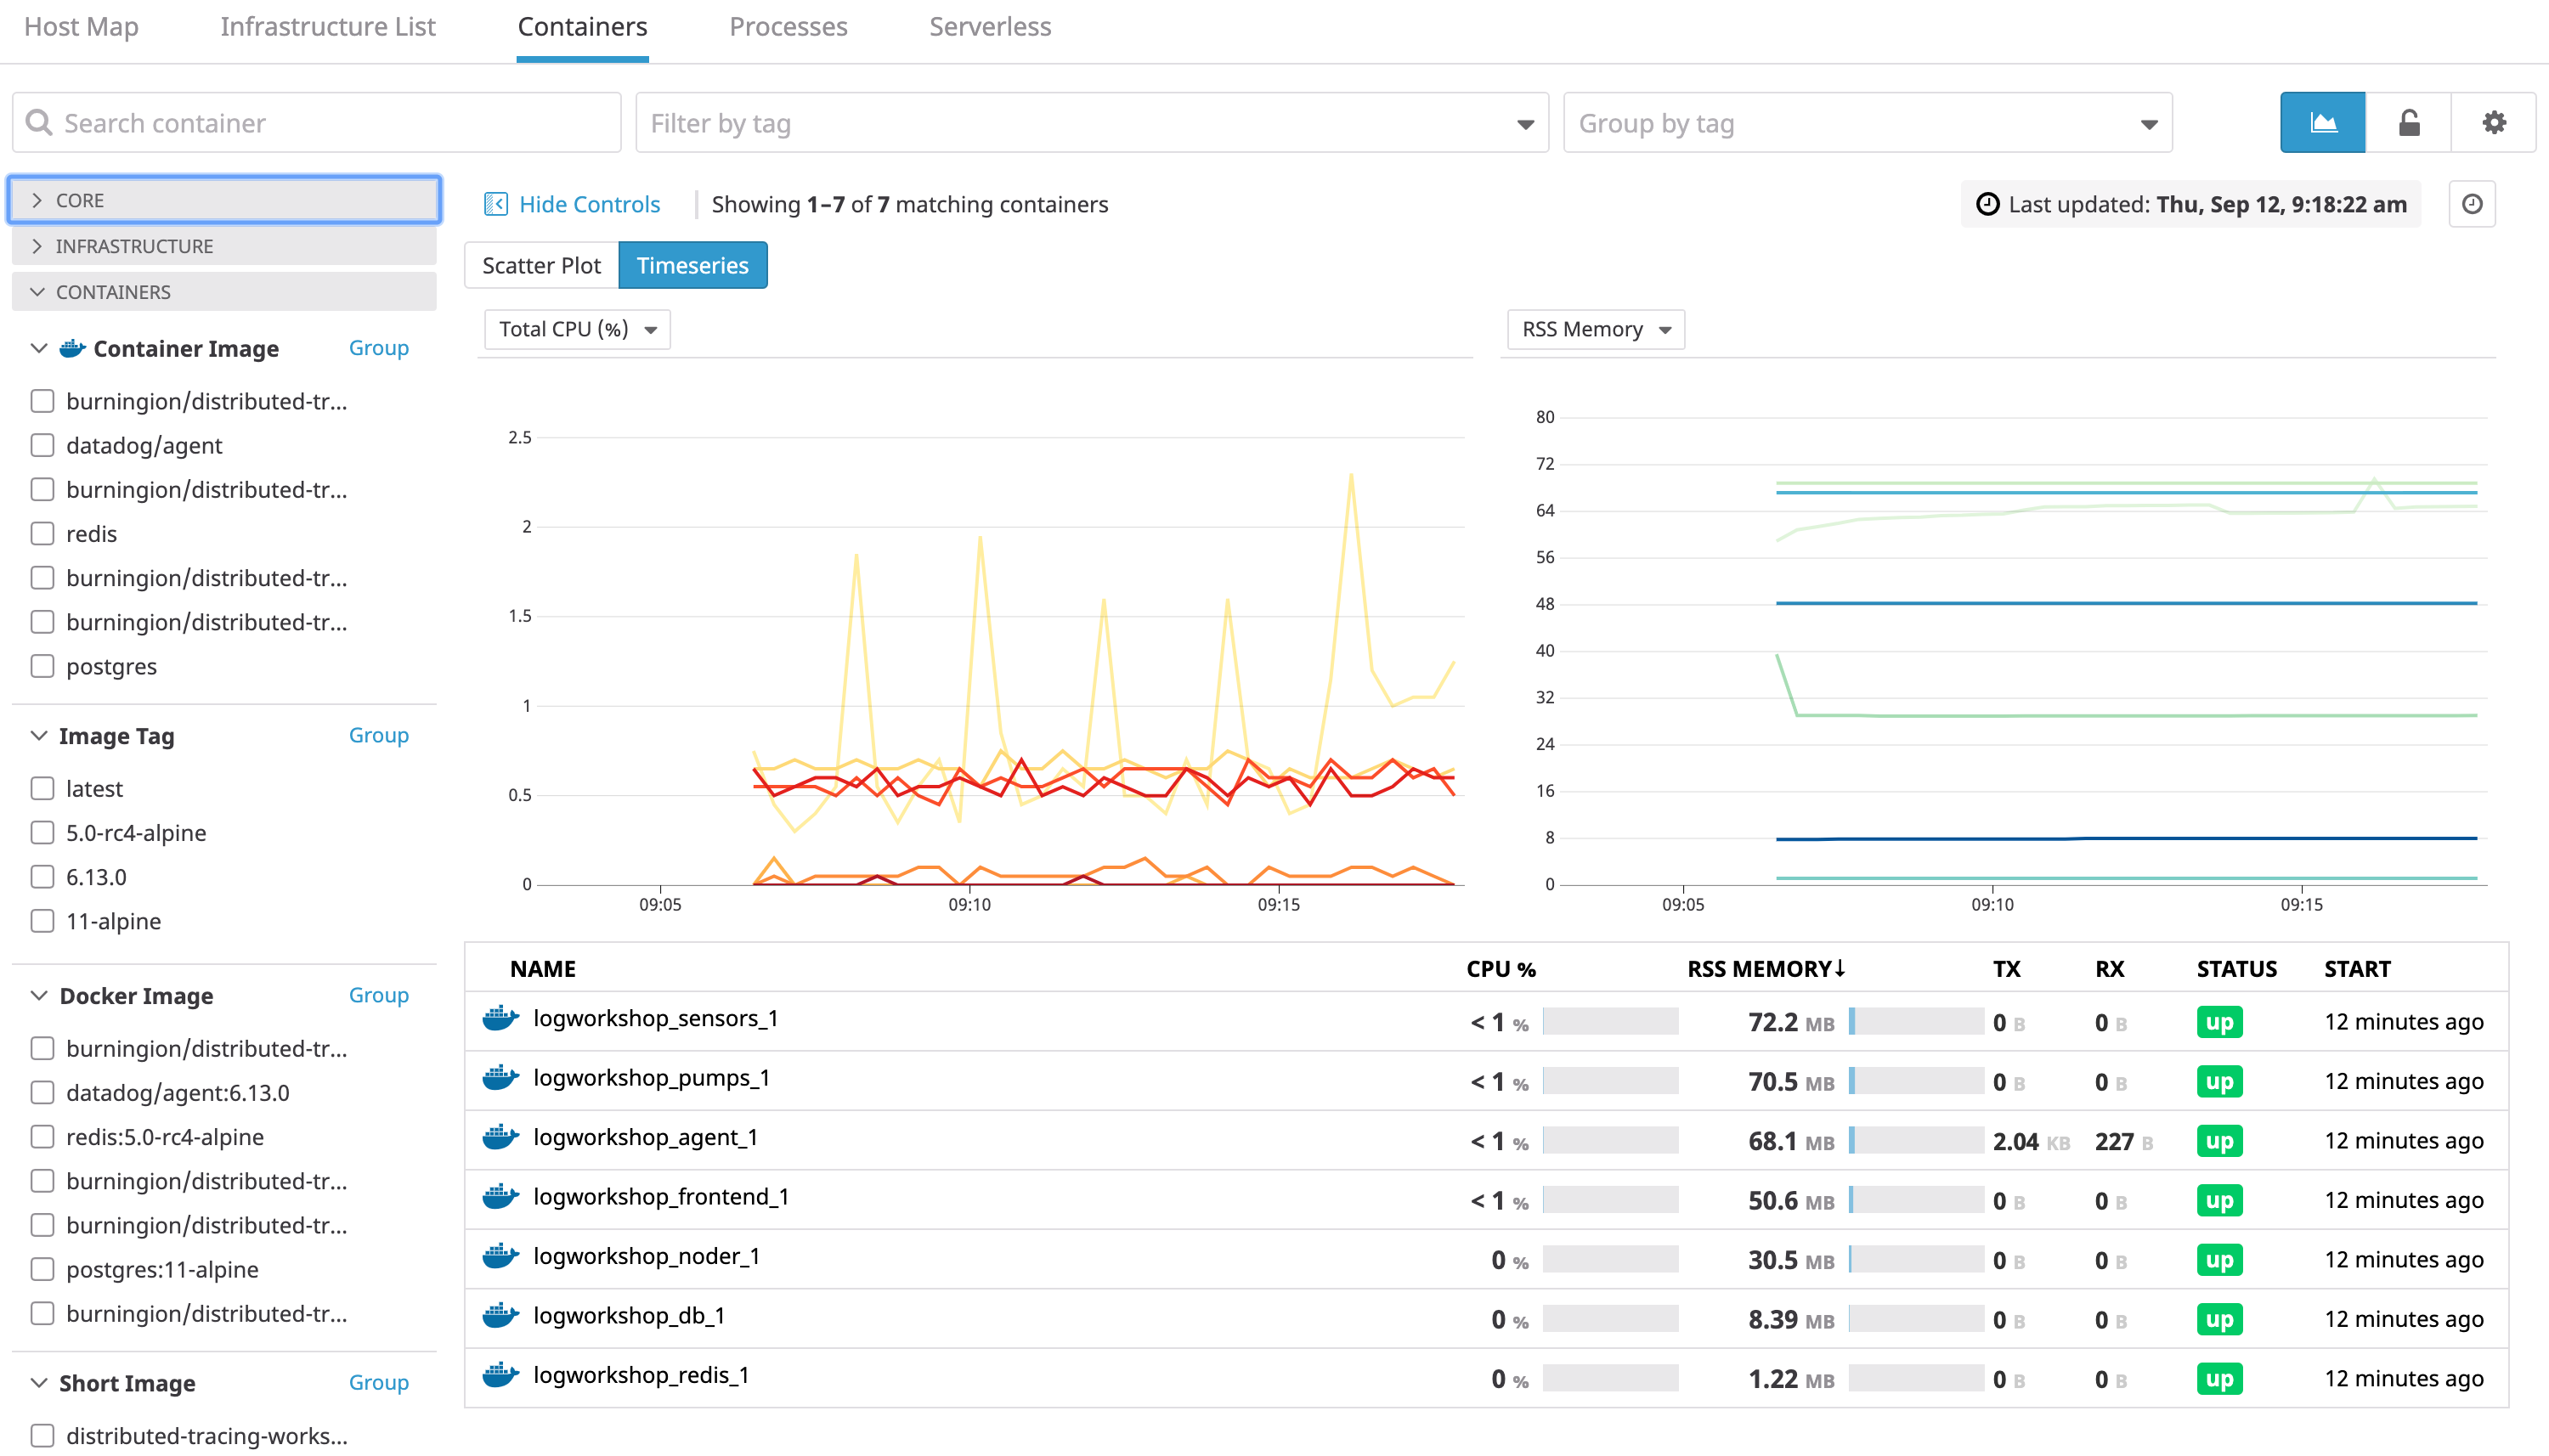 Host Map Infrastructure List Containers Processes Serverless
Search container Filter by tag Group by tag
CORE
INFRASTRUCTURE
CONTAINERS
Container Image Group
burningion/distributed-tr...
datadog/agent
burningion/distributed-tr...
redis
burningion/distributed-tr...
burningion/distributed-tr...
postgres
Image Tag Group
latest
5.0-rc4-alpine
6.13.0
11-alpine
Docker Image Group
burningion/distributed-tr...
datadog/agent:6.13.0
redis:5.0-rc4-alpine
burningion/distributed-tr...
burningion/distributed-tr...
postgres:11-alpine
burningion/distributed-tr...
Short Image Group
distributed-tracing-works...
Hide Controls Showing 1–7 of 7 matching containers Last updated: Thu, Sep 12, 9:18:22 am
Scatter Plot Timeseries
Total CPU (%)
2.5
2
1.5
1
0.5
0
09:05 09:10 09:15
RSS Memory
80
72
64
56
48
40
32
24
16
8
0
09:05 09:10 09:15
NAME CPU % RSS MEMORY↓ TX RX STATUS START
logworkshop_sensors_1 < 1 % 72.2 MB 0 B 0 B up 12 minutes ago
logworkshop_pumps_1 < 1 % 70.5 MB 0 B 0 B up 12 minutes ago
logworkshop_agent_1 < 1 % 68.1 MB 2.04 KB 227 B up 12 minutes ago
logworkshop_frontend_1 < 1 % 50.6 MB 0 B 0 B up 12 minutes ago
logworkshop_noder_1 0 % 30.5 MB 0 B 0 B up 12 minutes ago
logworkshop_db_1 0 % 8.39 MB 0 B 0 B up 12 minutes ago
logworkshop_redis_1 0 % 1.22 MB 0 B 0 B up 12 minutes ago